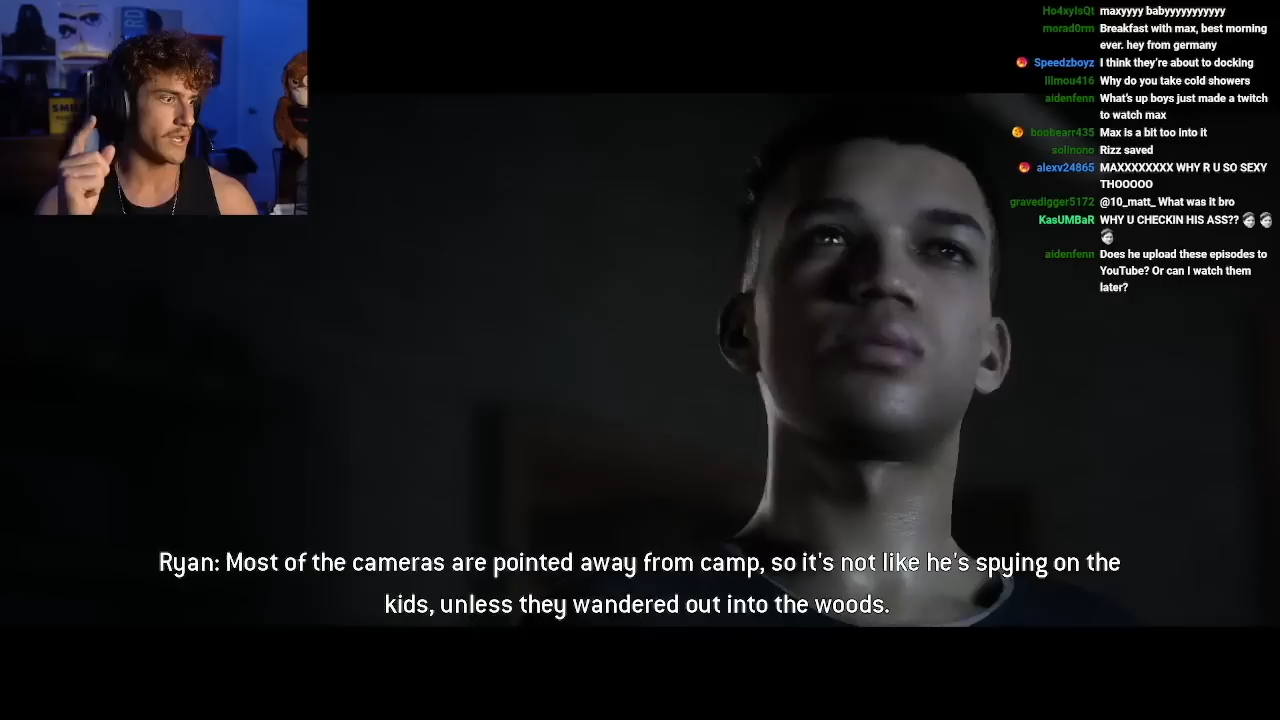 Ho4xyIsQt maxyyyy babyyyyyyyyyy
morad0rm Breakfast with max, best morning
ever. hey from germany
Speedzboyz I think they're about to docking
lilmou416 Why do you take cold showers
aidenfenn What's up boys just made a twitch
to watch max
boobearr435 Max is a bit too into it
solinono Rizz saved
alexv24865 MAXXXXXXXX WHY R U SO SEXY
THOOOOO
gravedigger5172 @10_matt_ What was it bro
KasUMBaR WHY U CHECKIN HIS ASS??
aidenfenn Does he upload these episodes to
YouTube? Or can I watch them
later?
Ryan: Most of the cameras are pointed away from camp, so it's not like he's spying on the
kids, unless they wandered out into the woods.